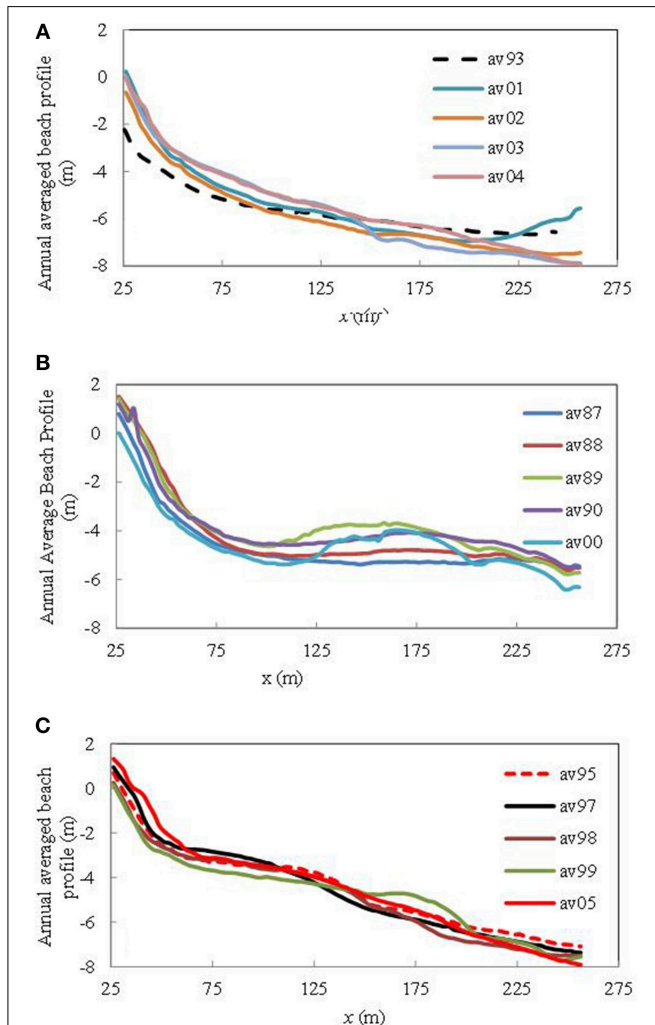 A
Annual averaged beach profile
(m)
2
0
-2
-4
-6
-8
av93
av01
av02
av03
av04
25 75 125 175 225 275
B
Annual Average Beach Profile
(m)
2
0
-2
-4
-6
-8
av87
av88
av89
av90
av00
25 75 125 175 225 275
x (m)
C
Annual averaged beach
profile (m)
2
0
-2
-4
-6
-8
av95
av97
av98
av99
av05
25 75 125 175 225 275
x (m)